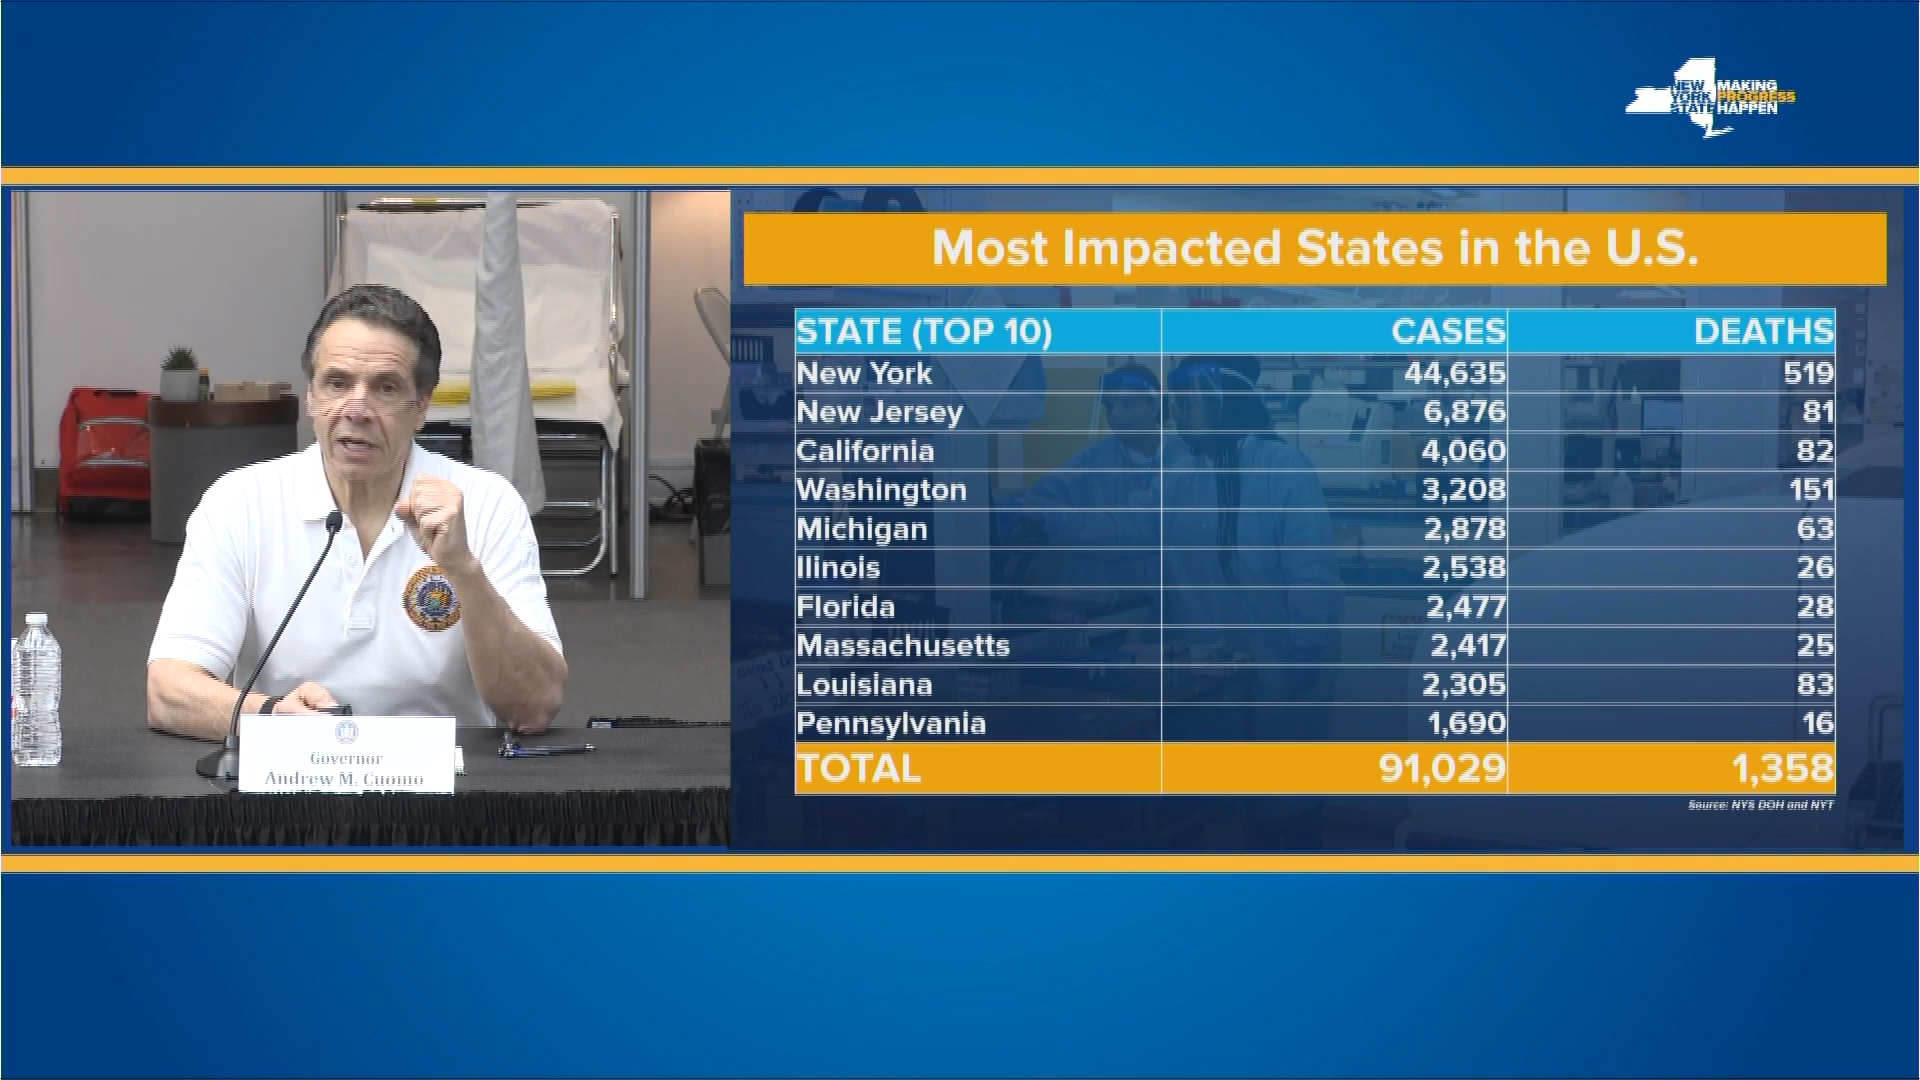 NEW YORK STATE
MAKING PROGRESS HAPPEN
Most Impacted States in the U.S.
STATE (TOP 10) CASES DEATHS
New York 44,635 519
New Jersey 6,876 81
California 4,060 82
Washington 3,208 151
Michigan 2,878 63
Ilinois 2,538 26
Florida 2,477 28
Massachusetts 2,417 25
Louisiana 2,305 83
Pennsylvania 1,690 16
TOTAL 91,029 1,358
Source: NYS DOH and NYT
Governor
Andrew M. Cuomo